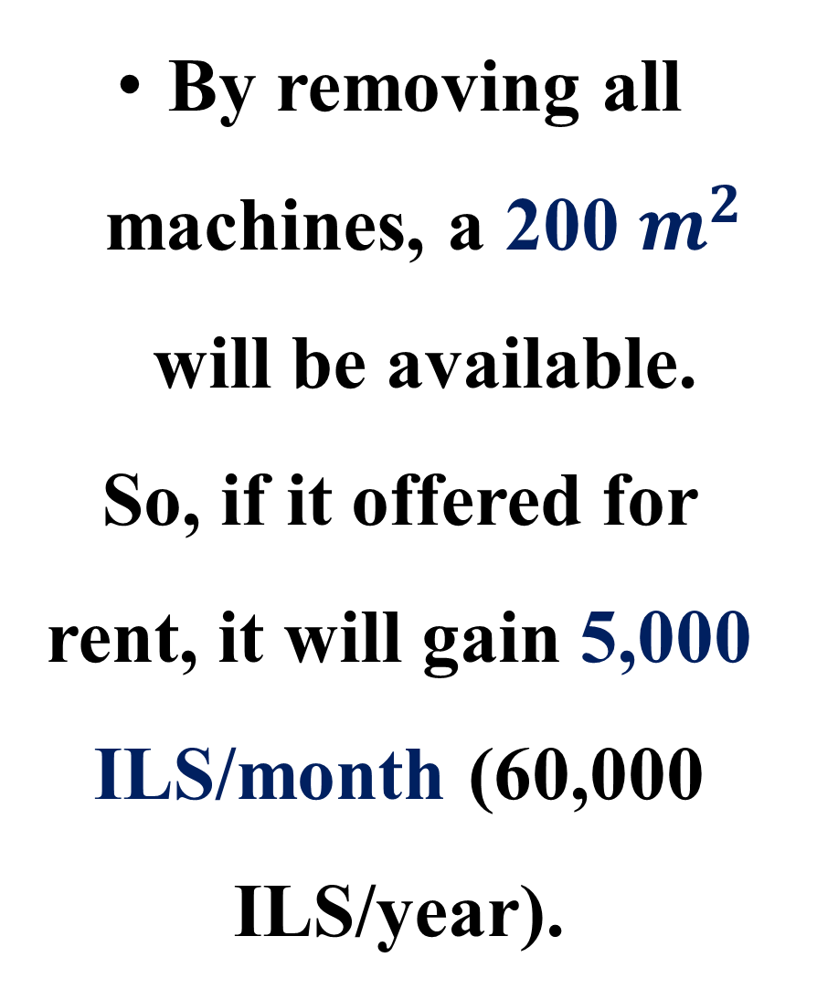 • By removing all
machines, a 200 m²
will be available.
So, if it offered for
rent, it will gain 5,000
ILS/month (60,000
ILS/year).